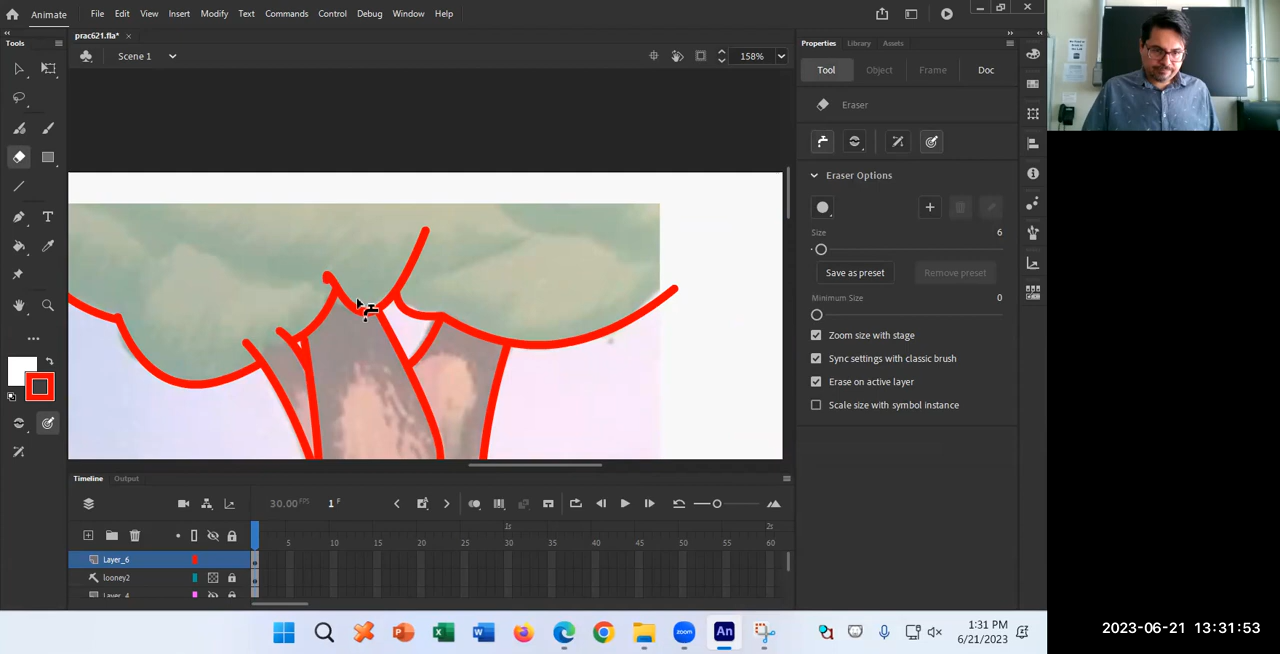 Animate File Edit View Insert Modify Text Commands Control Debug Window Help
prac621.fla* ×
Tools
Scene 1
158%
Properties Library Assets
Tool Object Frame Doc
Eraser
Eraser Options
Size 6
Save as preset Remove preset
Minimum Size 0
Zoom size with stage
Sync settings with classic brush
Erase on active layer
Scale size with symbol instance
Timeline Output
30.00 FPS 1 F
1s 2s
5 10 15 20 25 30 35 40 45 50 55 60
Layer_6
looney2
Layer_4
1:31 PM
6/21/2023
2023-06-21 13:31:53